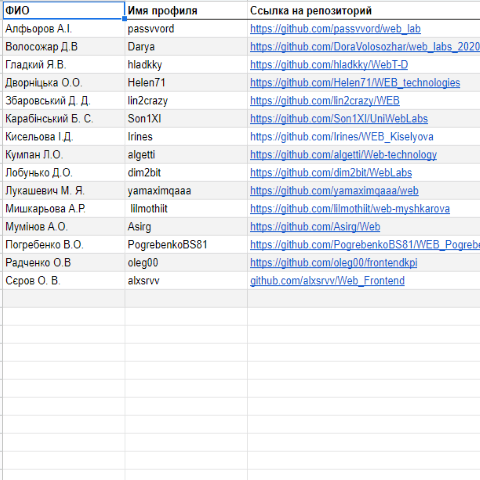 ФИО Имя профиля Ссылка на репозиторий
Алфьоров А.І. passvvord https://github.com/passvvord/web_lab
Волосожар Д.В Darya https://github.com/DoraVolosozhar/web_labs_2020
Гладкий Я.В. hladkky https://github.com/hladkky/WebT-D
Дворніцька О.О. Helen71 https://github.com/Helen71/WEB_technologies
Збаровський Д. Д. lin2crazy https://github.com/lin2crazy/WEB
Карабінський Б. С. Son1XI https://github.com/Son1XI/UniWebLabs
Кисельова І.Д. Irines https://github.com/Irines/WEB_Kiselyova
Кумпан Л.О. algetti https://github.com/algetti/Web-technology
Лобунько Д.О. dim2bit https://github.com/dim2bit/WebLabs
Лукашевич М. Я. yamaximqaaa https://github.com/yamaximqaaa/web
Мишкарьова А.Р. lilmothiit https://github.com/lilmothiit/web-myshkarova
Мумінов А.О. Asirg https://github.com/Asirg/Web
Погребенко В.О. PogrebenkoBS81 https://github.com/PogrebenkoBS81/WEB_Pogrebe
Радченко О.В oleg00 https://github.com/oleg00/frontendkpi
Сєров О. В. alxsrvv github.com/alxsrvv/Web_Frontend